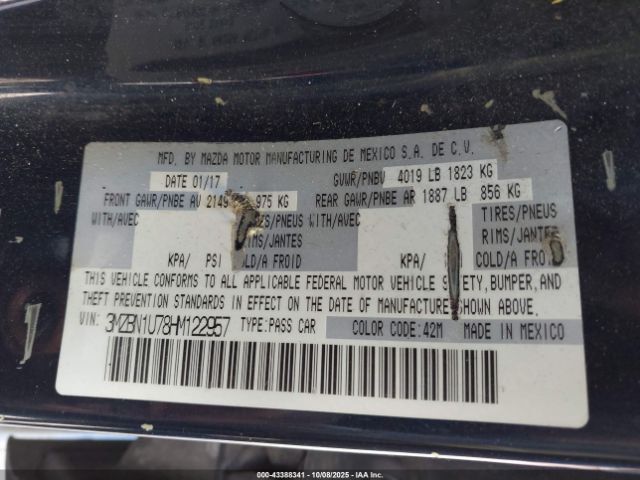 MFD. BY MAZDA MOTOR MANUFACTURING DE MEXICO S.A. DE C.V.
DATE 01/17 GVWR/PNBV 4019 LB 1823 KG
FRONT GAWR/PNBE AV 2149 975 KG REAR GAWR/PNBE AR 1887 LB 856 KG
WITH/AVEC TIRES/PNEUS WITH/AVEC TIRES/PNEUS
RIMS/JANTES RIMS/JANTES
KPA/ PSI COLD/A FROID KPA/ COLD/A FROID
THIS VEHICLE CONFORMS TO ALL APPLICABLE FEDERAL MOTOR VEHICLE SAFETY, BUMPER, AND
THEFT PREVENTION STANDARDS IN EFFECT ON THE DATE OF MANUFACTURE SHOWN ABOVE.
VIN: 3MZBN1U78HM122957 TYPE:PASS CAR COLOR CODE:42M MADE IN MEXICO
000-43388341 - 10/08/2025 - IAA Inc.